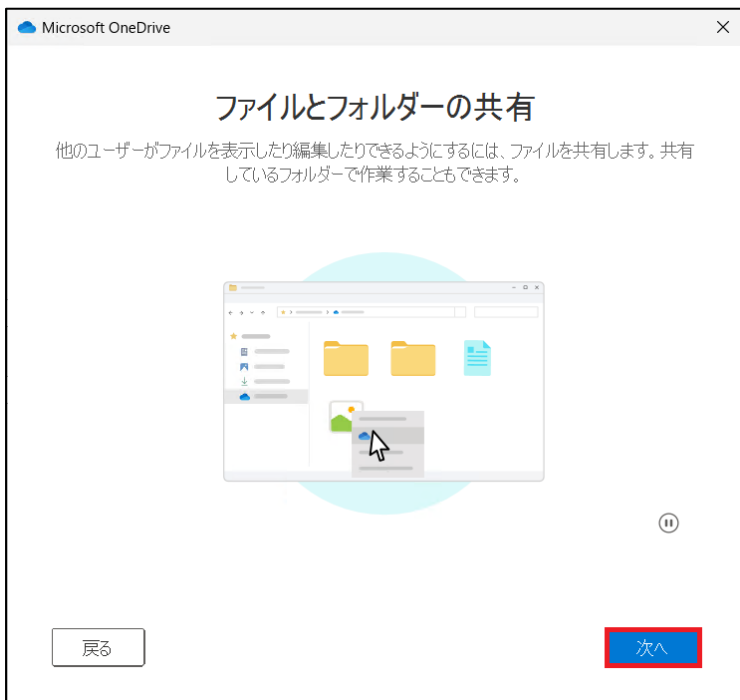 Microsoft OneDrive
ファイルとフォルダーの共有
他のユーザーがファイルを表示したり編集したりできるようにするには、ファイルを共有します。共有
しているフォルダーで作業することもできます。
戻る
次へ